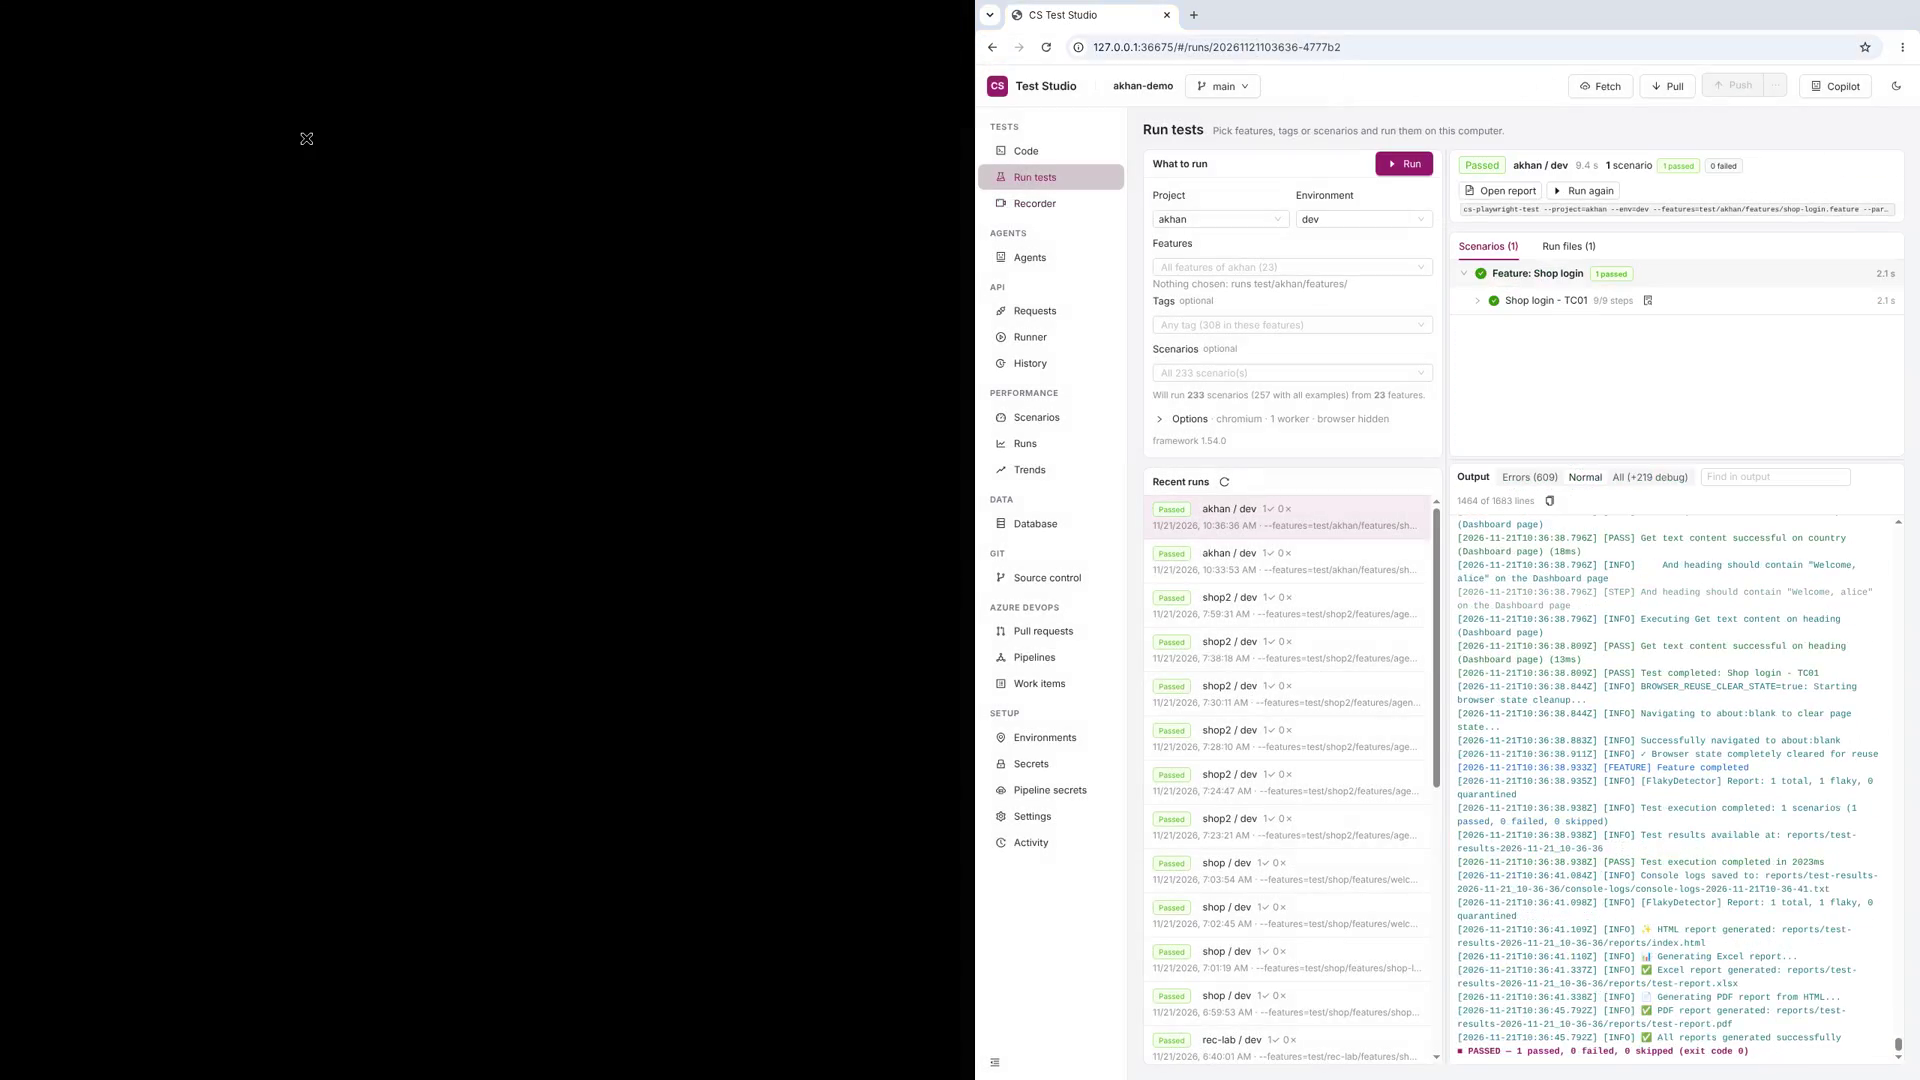 CS Test Studio
127.0.0.1:36675/#/runs/20261121103636-4777b2
CS Test Studio
akhan-demo
main
Fetch
Pull
Push
Copilot
TESTS
Code
Run tests
Recorder
AGENTS
Agents
API
Requests
Runner
History
PERFORMANCE
Scenarios
Runs
Trends
DATA
Database
GIT
Source control
AZURE DEVOPS
Pull requests
Pipelines
Work items
SETUP
Environments
Secrets
Pipeline secrets
Settings
Activity
Run tests Pick features, tags or scenarios and run them on this computer.
What to run
Run
Project Environment
akhan dev
Features
All features of akhan (23)
Nothing chosen: runs test/akhan/features/
Tags optional
Any tag (308 in these features)
Scenarios optional
All 233 scenario(s)
Will run 233 scenarios (257 with all examples) from 23 features.
Options · chromium · 1 worker · browser hidden
framework 1.54.0
Recent runs
Passed akhan / dev 1✓ 0×
11/21/2026, 10:36:36 AM · --features=test/akhan/features/sh...
Passed akhan / dev 1✓ 0×
11/21/2026, 10:33:53 AM · --features=test/akhan/features/sh...
Passed shop2 / dev 1✓ 0×
11/21/2026, 7:59:31 AM · --features=test/shop2/features/age...
Passed shop2 / dev 1✓ 0×
11/21/2026, 7:38:18 AM · --features=test/shop2/features/age...
Passed shop2 / dev 1✓ 0×
11/21/2026, 7:30:11 AM · --features=test/shop2/features/agen...
Passed shop2 / dev 1✓ 0×
11/21/2026, 7:28:10 AM · --features=test/shop2/features/age...
Passed shop2 / dev 1✓ 0×
11/21/2026, 7:24:47 AM · --features=test/shop2/features/age...
Passed shop2 / dev 1✓ 0×
11/21/2026, 7:23:21 AM · --features=test/shop2/features/age...
Passed shop / dev 1✓ 0×
11/21/2026, 7:03:54 AM · --features=test/shop/features/welc...
Passed shop / dev 1✓ 0×
11/21/2026, 7:02:45 AM · --features=test/shop/features/welc...
Passed shop / dev 1✓ 0×
11/21/2026, 7:01:19 AM · --features=test/shop/features/shop-l...
Passed shop / dev 1✓ 0×
11/21/2026, 6:59:53 AM · --features=test/shop/features/shop...
Passed rec-lab / dev 1✓ 0×
11/21/2026, 6:40:01 AM · --features=test/rec-lab/features/sh...
Passed akhan / dev 9.4 s 1 scenario 1 passed 0 failed
Open report Run again
cs-playwright-test --project=akhan --env=dev --features=test/akhan/features/shop-login.feature --par...
Scenarios (1) Run files (1)
Feature: Shop login 1 passed 2.1 s
Shop login - TC01 9/9 steps 2.1 s
Output Errors (609) Normal All (+219 debug) Find in output
1464 of 1683 lines
(Dashboard page)
[2026-11-21T10:36:38.796Z] [PASS] Get text content successful on country
(Dashboard page) (18ms)
[2026-11-21T10:36:38.796Z] [INFO] And heading should contain "Welcome,
alice" on the Dashboard page
[2026-11-21T10:36:38.796Z] [STEP] And heading should contain "Welcome, alice"
on the Dashboard page
[2026-11-21T10:36:38.796Z] [INFO] Executing Get text content on heading
(Dashboard page)
[2026-11-21T10:36:38.809Z] [PASS] Get text content successful on heading
(Dashboard page) (13ms)
[2026-11-21T10:36:38.809Z] [PASS] Test completed: Shop login - TC01
[2026-11-21T10:36:38.844Z] [INFO] BROWSER_REUSE_CLEAR_STATE=true: Starting
browser state cleanup...
[2026-11-21T10:36:38.844Z] [INFO] Navigating to about:blank to clear page
state...
[2026-11-21T10:36:38.883Z] [INFO] Successfully navigated to about:blank
[2026-11-21T10:36:38.911Z] [INFO] ✓ Browser state completely cleared for reuse
[2026-11-21T10:36:38.933Z] [FEATURE] Feature completed
[2026-11-21T10:36:38.935Z] [INFO] [FlakyDetector] Report: 1 total, 1 flaky, 0
quarantined
[2026-11-21T10:36:38.938Z] [INFO] Test execution completed: 1 scenarios (1
passed, 0 failed, 0 skipped)
[2026-11-21T10:36:38.938Z] [INFO] Test results available at: reports/test-
results-2026-11-21_10-36-36
[2026-11-21T10:36:38.938Z] [PASS] Test execution completed in 2023ms
[2026-11-21T10:36:41.084Z] [INFO] Console logs saved to: reports/test-results-
2026-11-21_10-36-36/console-logs/console-logs-2026-11-21T10-36-41.txt
[2026-11-21T10:36:41.098Z] [INFO] [FlakyDetector] Report: 1 total, 1 flaky, 0
quarantined
[2026-11-21T10:36:41.109Z] [INFO] ✨ HTML report generated: reports/test-
results-2026-11-21_10-36-36/reports/index.html
[2026-11-21T10:36:41.110Z] [INFO] 📊 Generating Excel report...
[2026-11-21T10:36:41.337Z] [INFO] ✅ Excel report generated: reports/test-
results-2026-11-21_10-36-36/reports/test-report.xlsx
[2026-11-21T10:36:41.338Z] [INFO] 📄 Generating PDF report from HTML...
[2026-11-21T10:36:45.792Z] [INFO] ✅ PDF report generated: reports/test-
results-2026-11-21_10-36-36/reports/test-report.pdf
[2026-11-21T10:36:45.792Z] [INFO] ✅ All reports generated successfully
■ PASSED — 1 passed, 0 failed, 0 skipped (exit code 0)